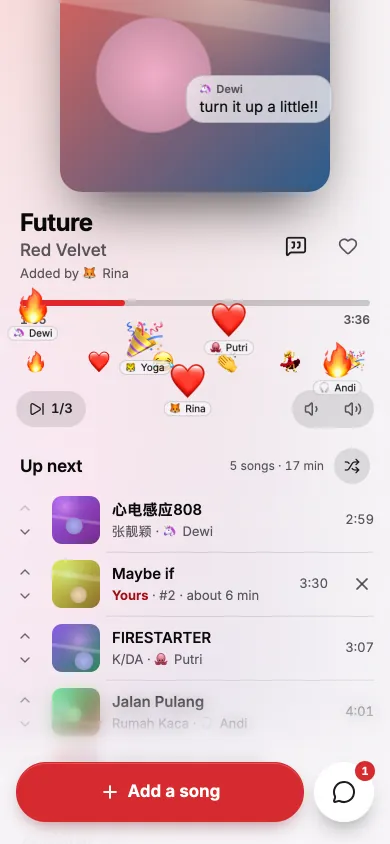 Dewi
turn it up a little!!
Future
Red Velvet
Added by 🦊 Rina
3:36
Dewi
Putri
Yoga
Andi
Rina
1/3
Up next
5 songs · 17 min
心电感应808
张靓颖 · 🦄 Dewi
2:59
Maybe if
Yours · #2 · about 6 min
3:30
FIRESTARTER
K/DA · 🐙 Putri
3:07
Jalan Pulang
Rumah Kaca · Andi
4:01
Add a song
1